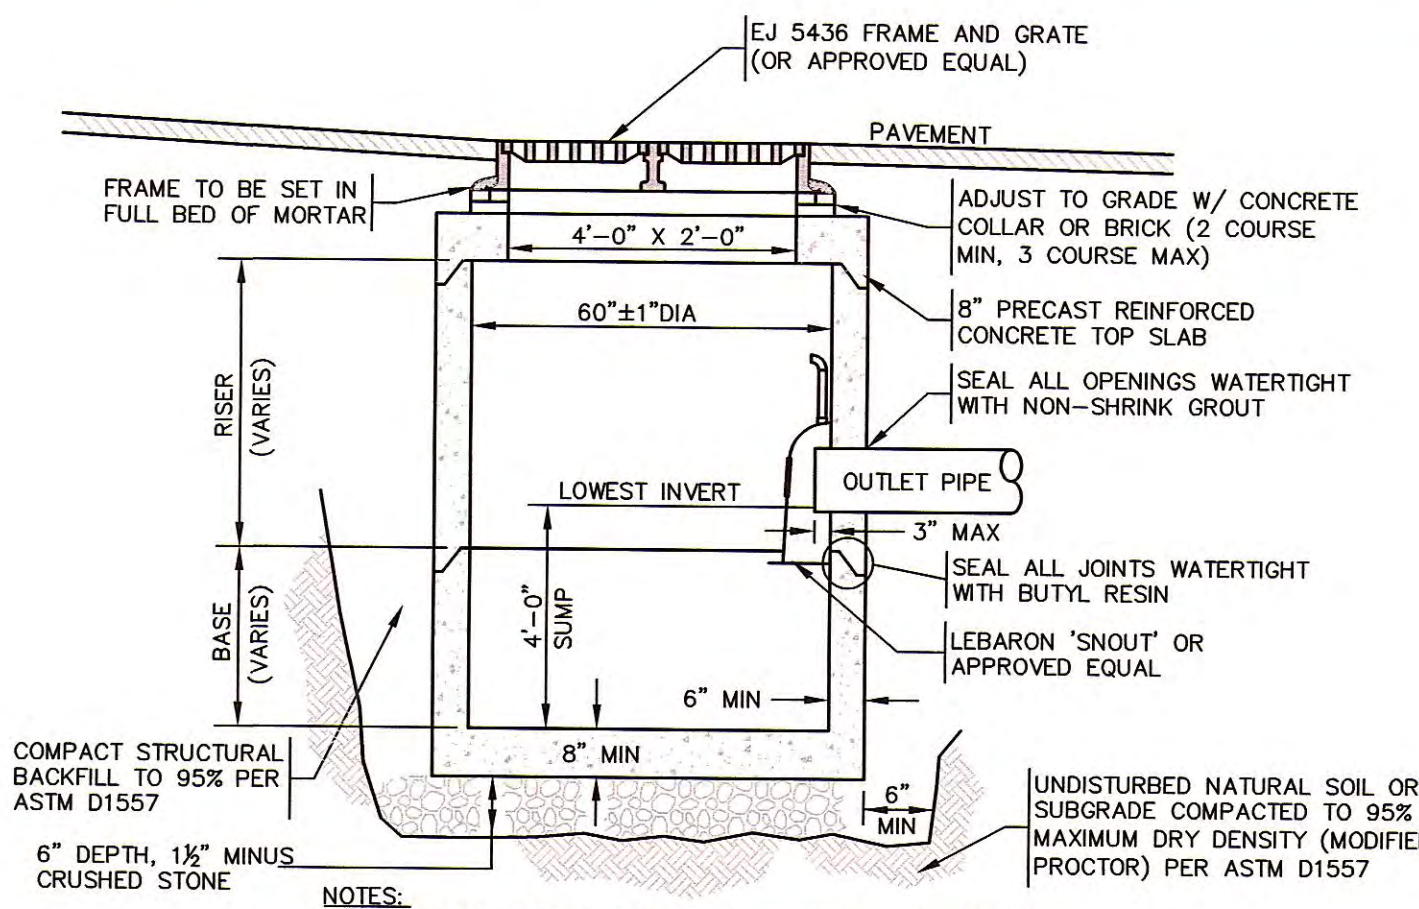 EJ 5436 FRAME AND GRATE
(OR APPROVED EQUAL)
PAVEMENT
FRAME TO BE SET IN
FULL BED OF MORTAR
ADJUST TO GRADE W/ CONCRETE
COLLAR OR BRICK (2 COURSE
MIN, 3 COURSE MAX)
4'-0" X 2'-0"
8" PRECAST REINFORCED
CONCRETE TOP SLAB
60"±1"DIA
RISER
(VARIES)
SEAL ALL OPENINGS WATERTIGHT
WITH NON-SHRINK GROUT
OUTLET PIPE
LOWEST INVERT
3" MAX
SEAL ALL JOINTS WATERTIGHT
WITH BUTYL RESIN
BASE
(VARIES)
4'-0"
SUMP
LEBARON 'SNOUT' OR
APPROVED EQUAL
6" MIN
8" MIN
COMPACT STRUCTURAL
BACKFILL TO 95% PER
ASTM D1557
6"
MIN
UNDISTURBED NATURAL SOIL OR
SUBGRADE COMPACTED TO 95%
MAXIMUM DRY DENSITY (MODIFIE
PROCTOR) PER ASTM D1557
6" DEPTH, 1½" MINUS
CRUSHED STONE
NOTES: